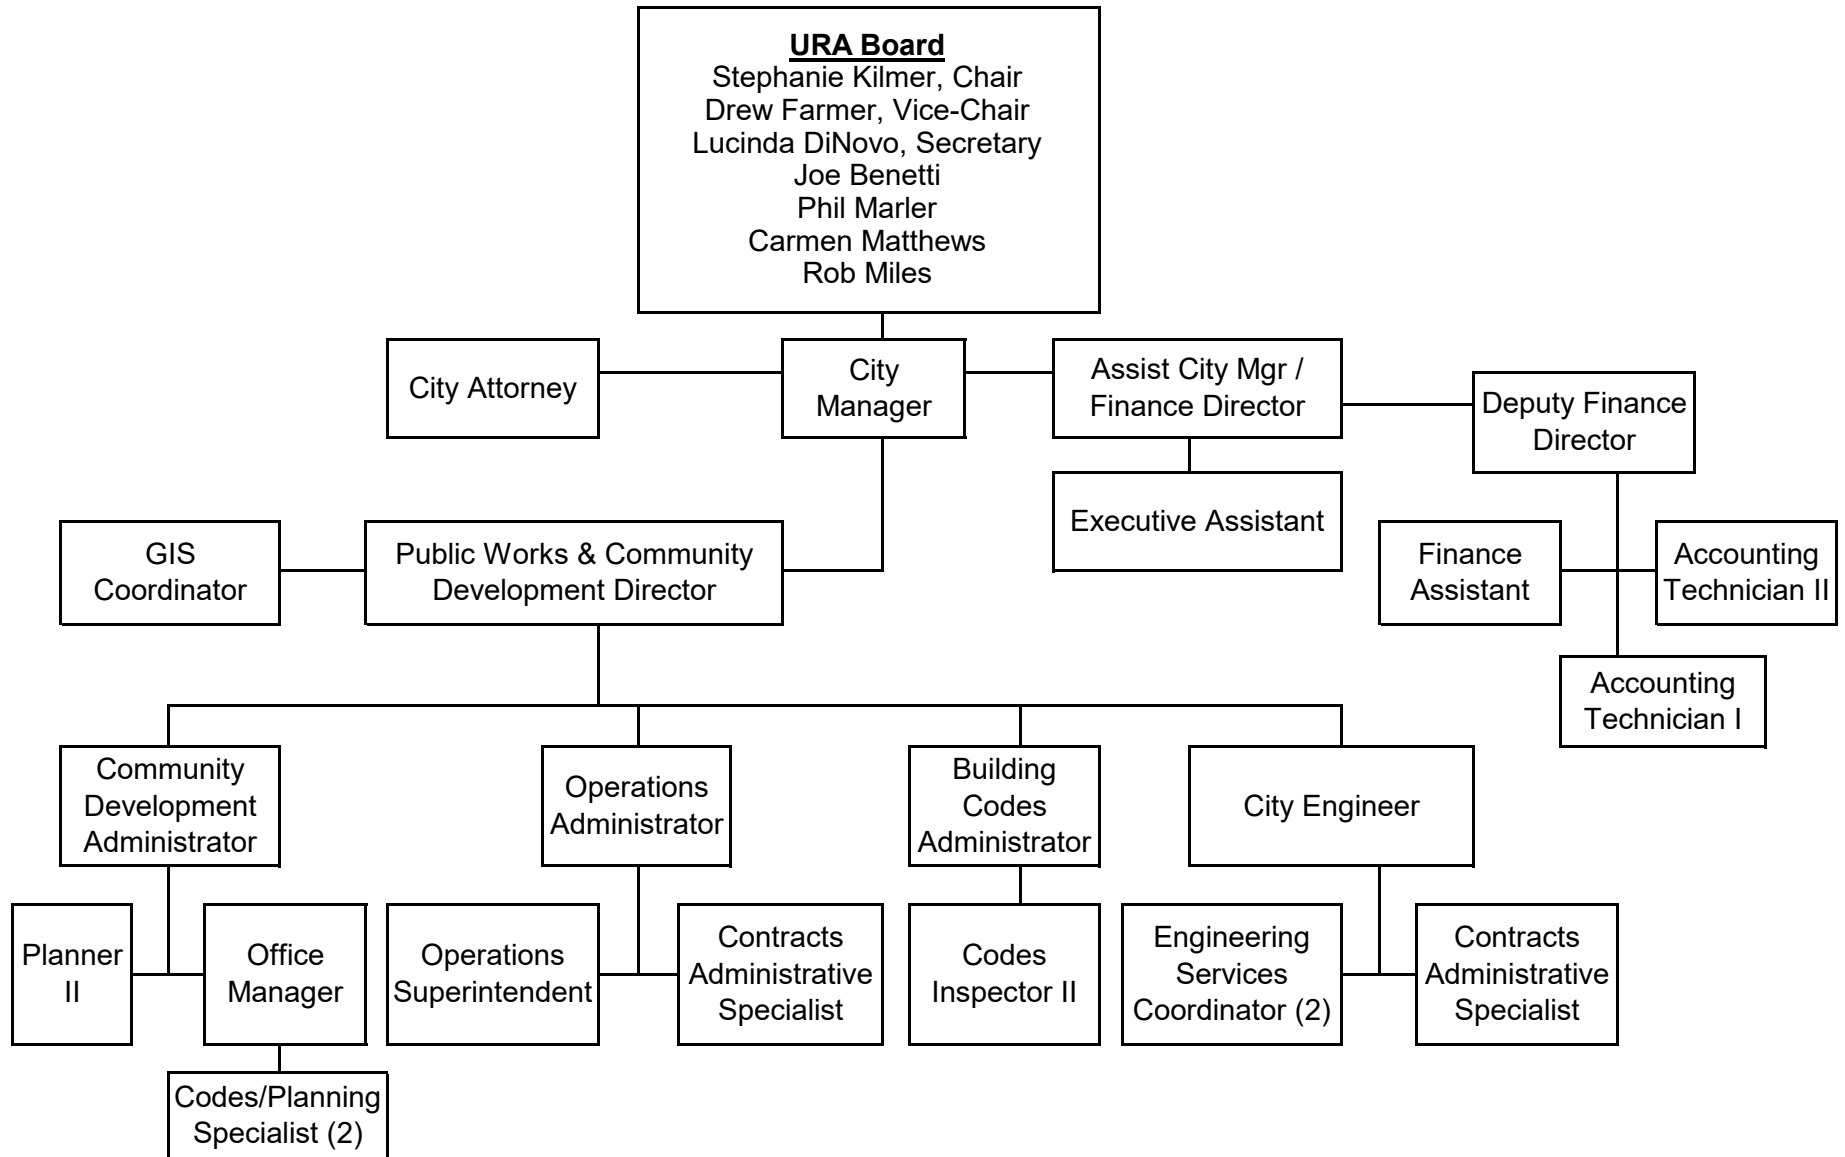 URA Board
Stephanie Kilmer, Chair
Drew Farmer, Vice-Chair
Lucinda DiNovo, Secretary
Joe Benetti
Phil Marler
Carmen Matthews
Rob Miles
City Attorney
City
Manager
Assist City Mgr /
Finance Director
Deputy Finance
Director
Executive Assistant
GIS
Coordinator
Public Works & Community
Development Director
Finance
Assistant
Accounting
Technician II
Accounting
Technician I
Community
Development
Administrator
Operations
Administrator
Building
Codes
Administrator
City Engineer
Planner
II
Office
Manager
Operations
Superintendent
Contracts
Administrative
Specialist
Codes
Inspector II
Engineering
Services
Coordinator (2)
Contracts
Administrative
Specialist
Codes/Planning
Specialist (2)